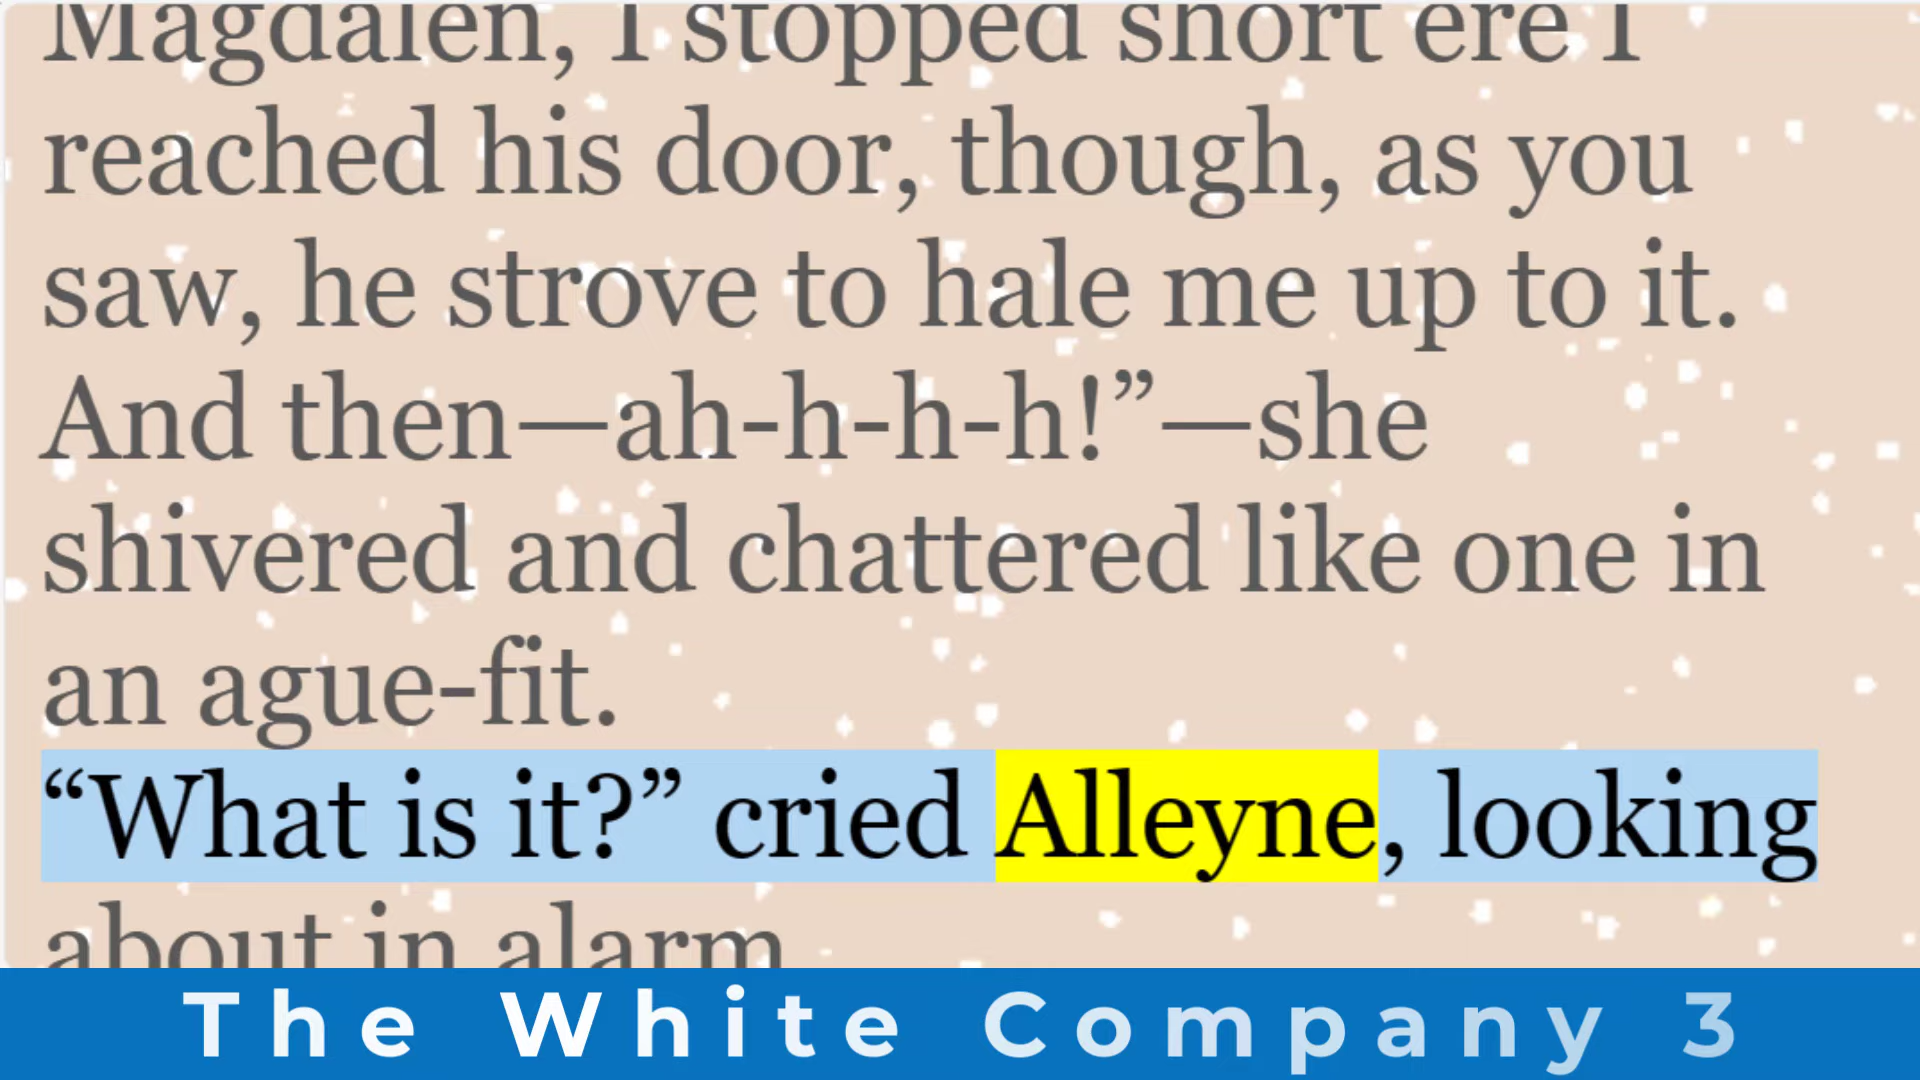 Magdalen, I stopped short ere I
reached his door, though, as you
saw, he strove to hale me up to it.
And then—ah-h-h-h!”—she
shivered and chattered like one in
an ague-fit.
“What is it?” cried Alleyne, looking
about in alarm
The White Company 3